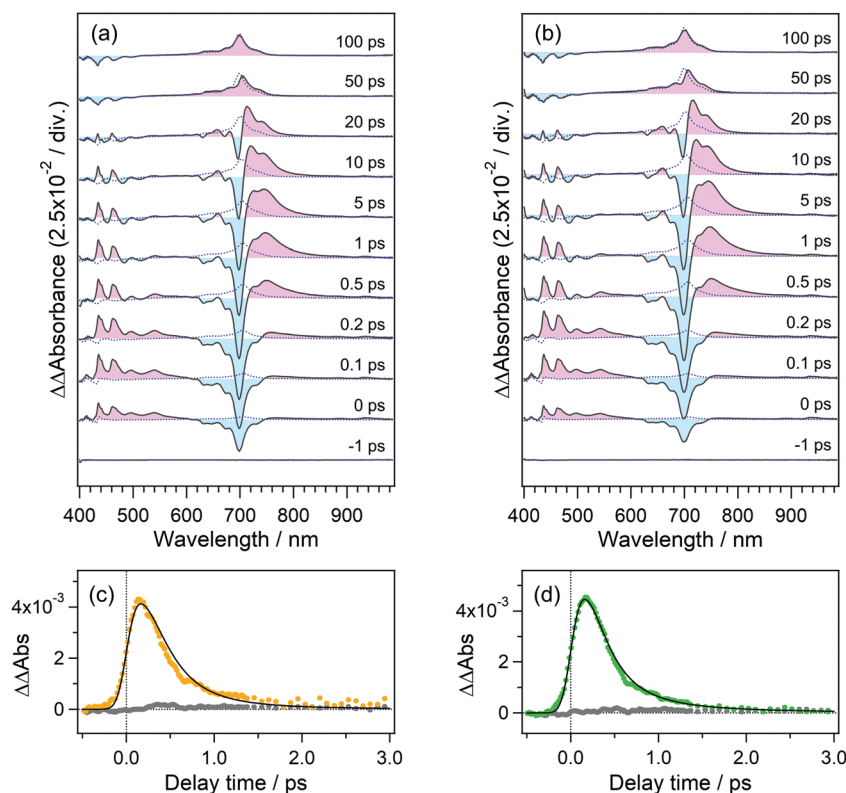 (a)
100 ps
50 ps
20 ps
10 ps
5 ps
1 ps
0.5 ps
0.2 ps
0.1 ps
0 ps
-1 ps
ΔΔAbsorbance (2.5x10⁻² / div.)
400 500 600 700 800 900
Wavelength / nm
(b)
100 ps
50 ps
20 ps
10 ps
5 ps
1 ps
0.5 ps
0.2 ps
0.1 ps
0 ps
-1 ps
ΔΔAbsorbance (2.5x10⁻² / div.)
400 500 600 700 800 900
Wavelength / nm
(c)
4x10⁻³
2
0
ΔΔAbs
0.0 1.0 2.0 3.0
Delay time / ps
(d)
4x10⁻³
2
0
ΔΔAbs
0.0 1.0 2.0 3.0
Delay time / ps